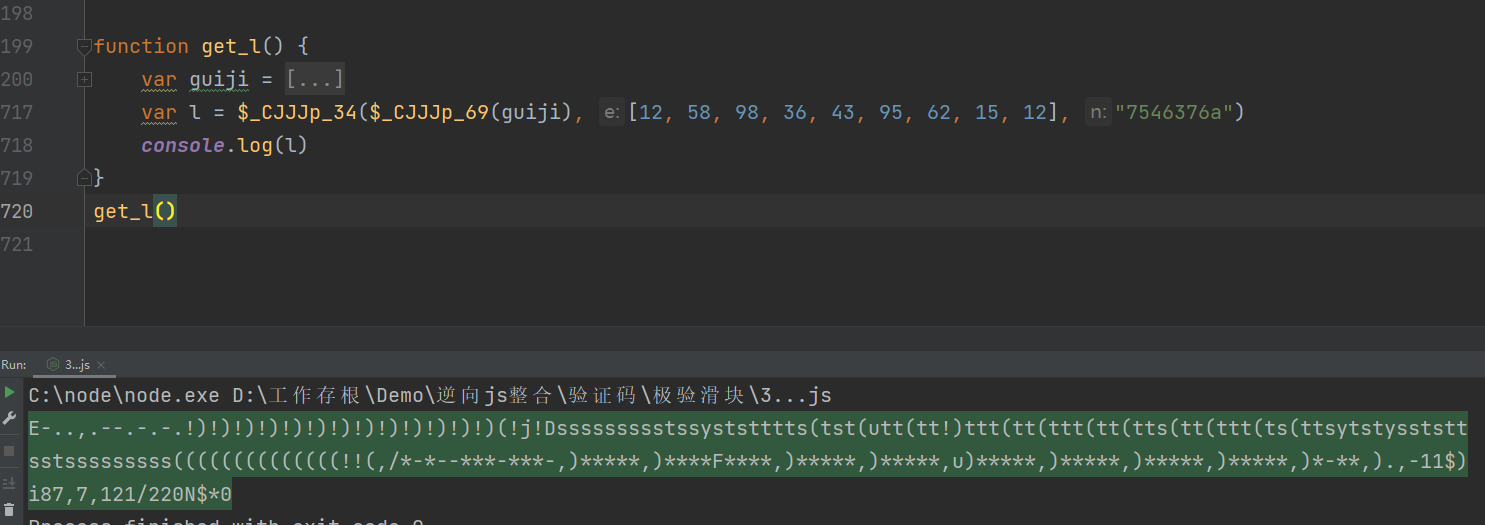 198
199 function get_l() {
200 var guiji = [...]
717 var l = $_CJJJp_34($_CJJJp_69(guiji), e: [12, 58, 98, 36, 43, 95, 62, 15, 12], n: "7546376a")
718 console.log(l)
719 }
720 get_l()
721
Run: 3...js ×
C:\node\node.exe D:\工作存根\Demo\逆向js整合\验证码\极验滑块\3...js
E-..,.--.-.-.!)!)!)!)!)!)!)!)!)!)!)!)!)(!j!Dsssssssssstssyststttts(tst(utt(tt!)ttt(tt(ttt(tt(tts(tt(ttt(ts(ttsytstysststt
sstsssssssss((((((((((((((!!(,/*-*--***-***-,)*****,)****F****,)*****,)*****,u)*****,)*****,)*****,)*****,)*-**,).,-11$)
i87,7,121/220N$*0